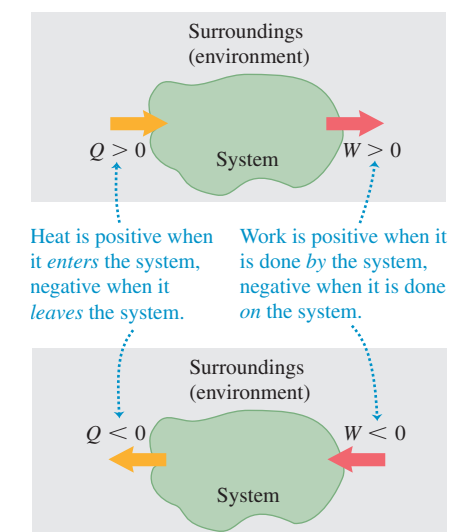 Surroundings
(environment)
Q > 0
System
W > 0
Heat is positive when
it enters the system,
negative when it
leaves the system.
Work is positive when it
is done by the system,
negative when it is done
on the system.
Surroundings
(environment)
Q < 0
W < 0
System